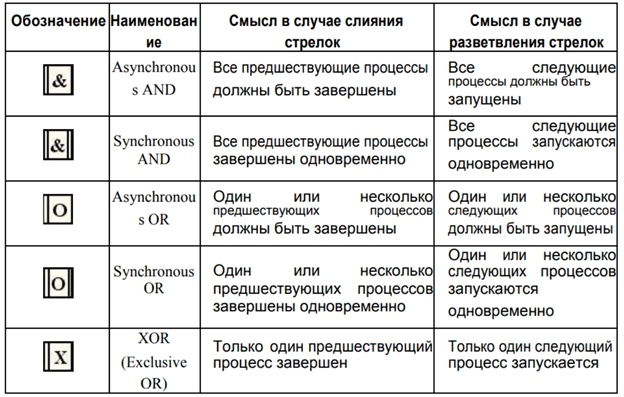 Обозначение Наименован
ие Смысл в случае слияния
стрелок Смысл в случае
разветвления стрелок
&
Asynchronou
s AND
Все предшествующие процессы
должны быть завершены
Все следующие
процессы должны быть
запущены
&
Synchronous
AND
Все предшествующие процессы
завершены одновременно
Все следующие
процессы запускаются
одновременно
O
Asynchronou
s OR
Один или несколько
предшествующих процессов
должны быть завершены
Один или несколько
следующих процессов
должны быть запущены
O
Synchronous
OR
Один или несколько
предшествующих процессов
завершены одновременно
Один или несколько
следующих процессов
запускаются
одновременно
X
XOR
(Exclusive
OR)
Только один предшествующий
процесс завершен
Только один следующий
процесс запускается